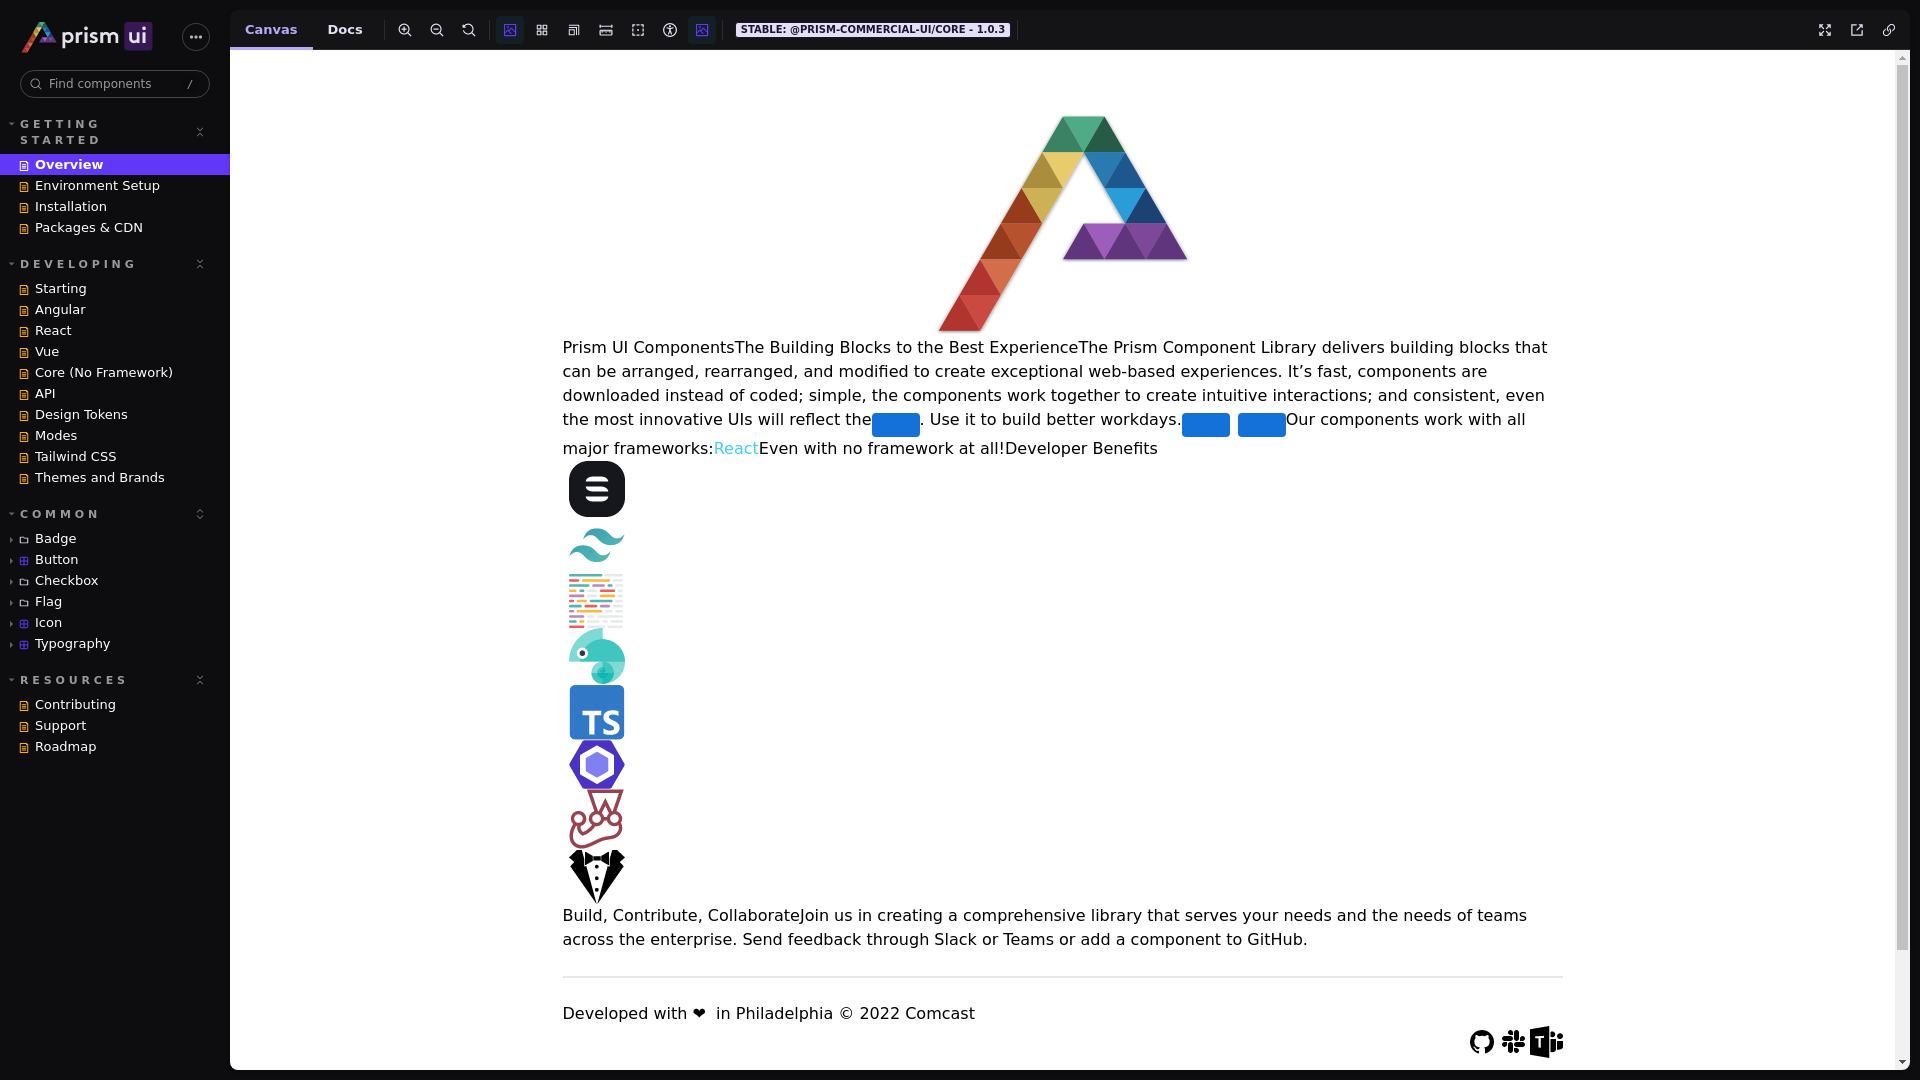 prism ui
Canvas
Docs
STABLE: @PRISM-COMMERCIAL-UI/CORE - 1.0.3
Find components
/
GETTING
STARTED
Overview
Environment Setup
Installation
Packages & CDN
DEVELOPING
Starting
Angular
React
Vue
Core (No Framework)
API
Design Tokens
Modes
Tailwind CSS
Themes and Brands
COMMON
Badge
Button
Checkbox
Flag
Icon
Typography
RESOURCES
Contributing
Support
Roadmap
Prism UI ComponentsThe Building Blocks to the Best ExperienceThe Prism Component Library delivers building blocks that
can be arranged, rearranged, and modified to create exceptional web-based experiences. It’s fast, components are
downloaded instead of coded; simple, the components work together to create intuitive interactions; and consistent, even
the most innovative UIs will reflect the . Use it to build better workdays. Our components work with all
major frameworks:ReactEven with no framework at all!Developer Benefits
TS
Build, Contribute, CollaborateJoin us in creating a comprehensive library that serves your needs and the needs of teams
across the enterprise. Send feedback through Slack or Teams or add a component to GitHub.
Developed with ❤ in Philadelphia © 2022 Comcast
T